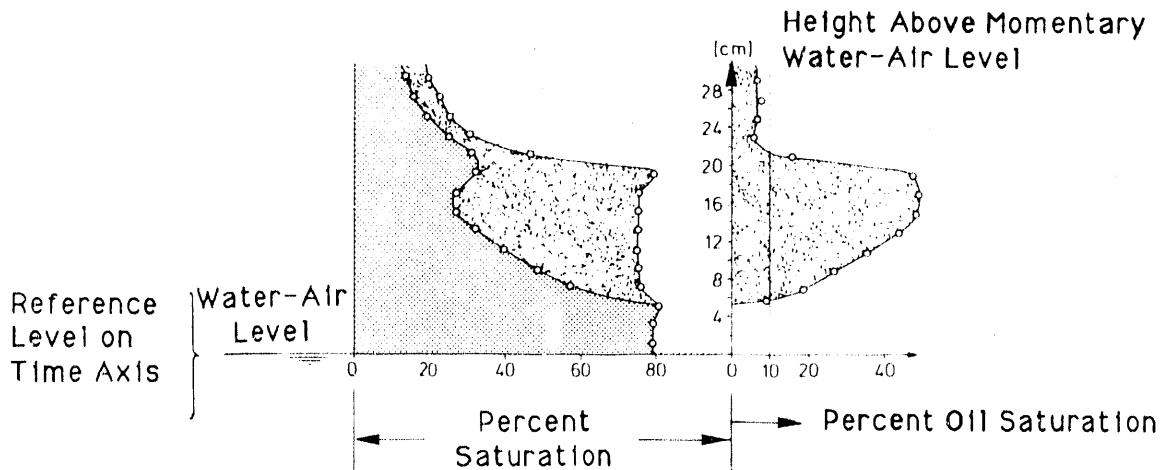 Height Above Momentary
Water-Air Level
(cm)
28
24
20
16
12
8
4
Reference
Level on
Time Axis
Water-Air
Level
0
20
40
60
80
0
10
20
40
Percent
Saturation
Percent Oil Saturation